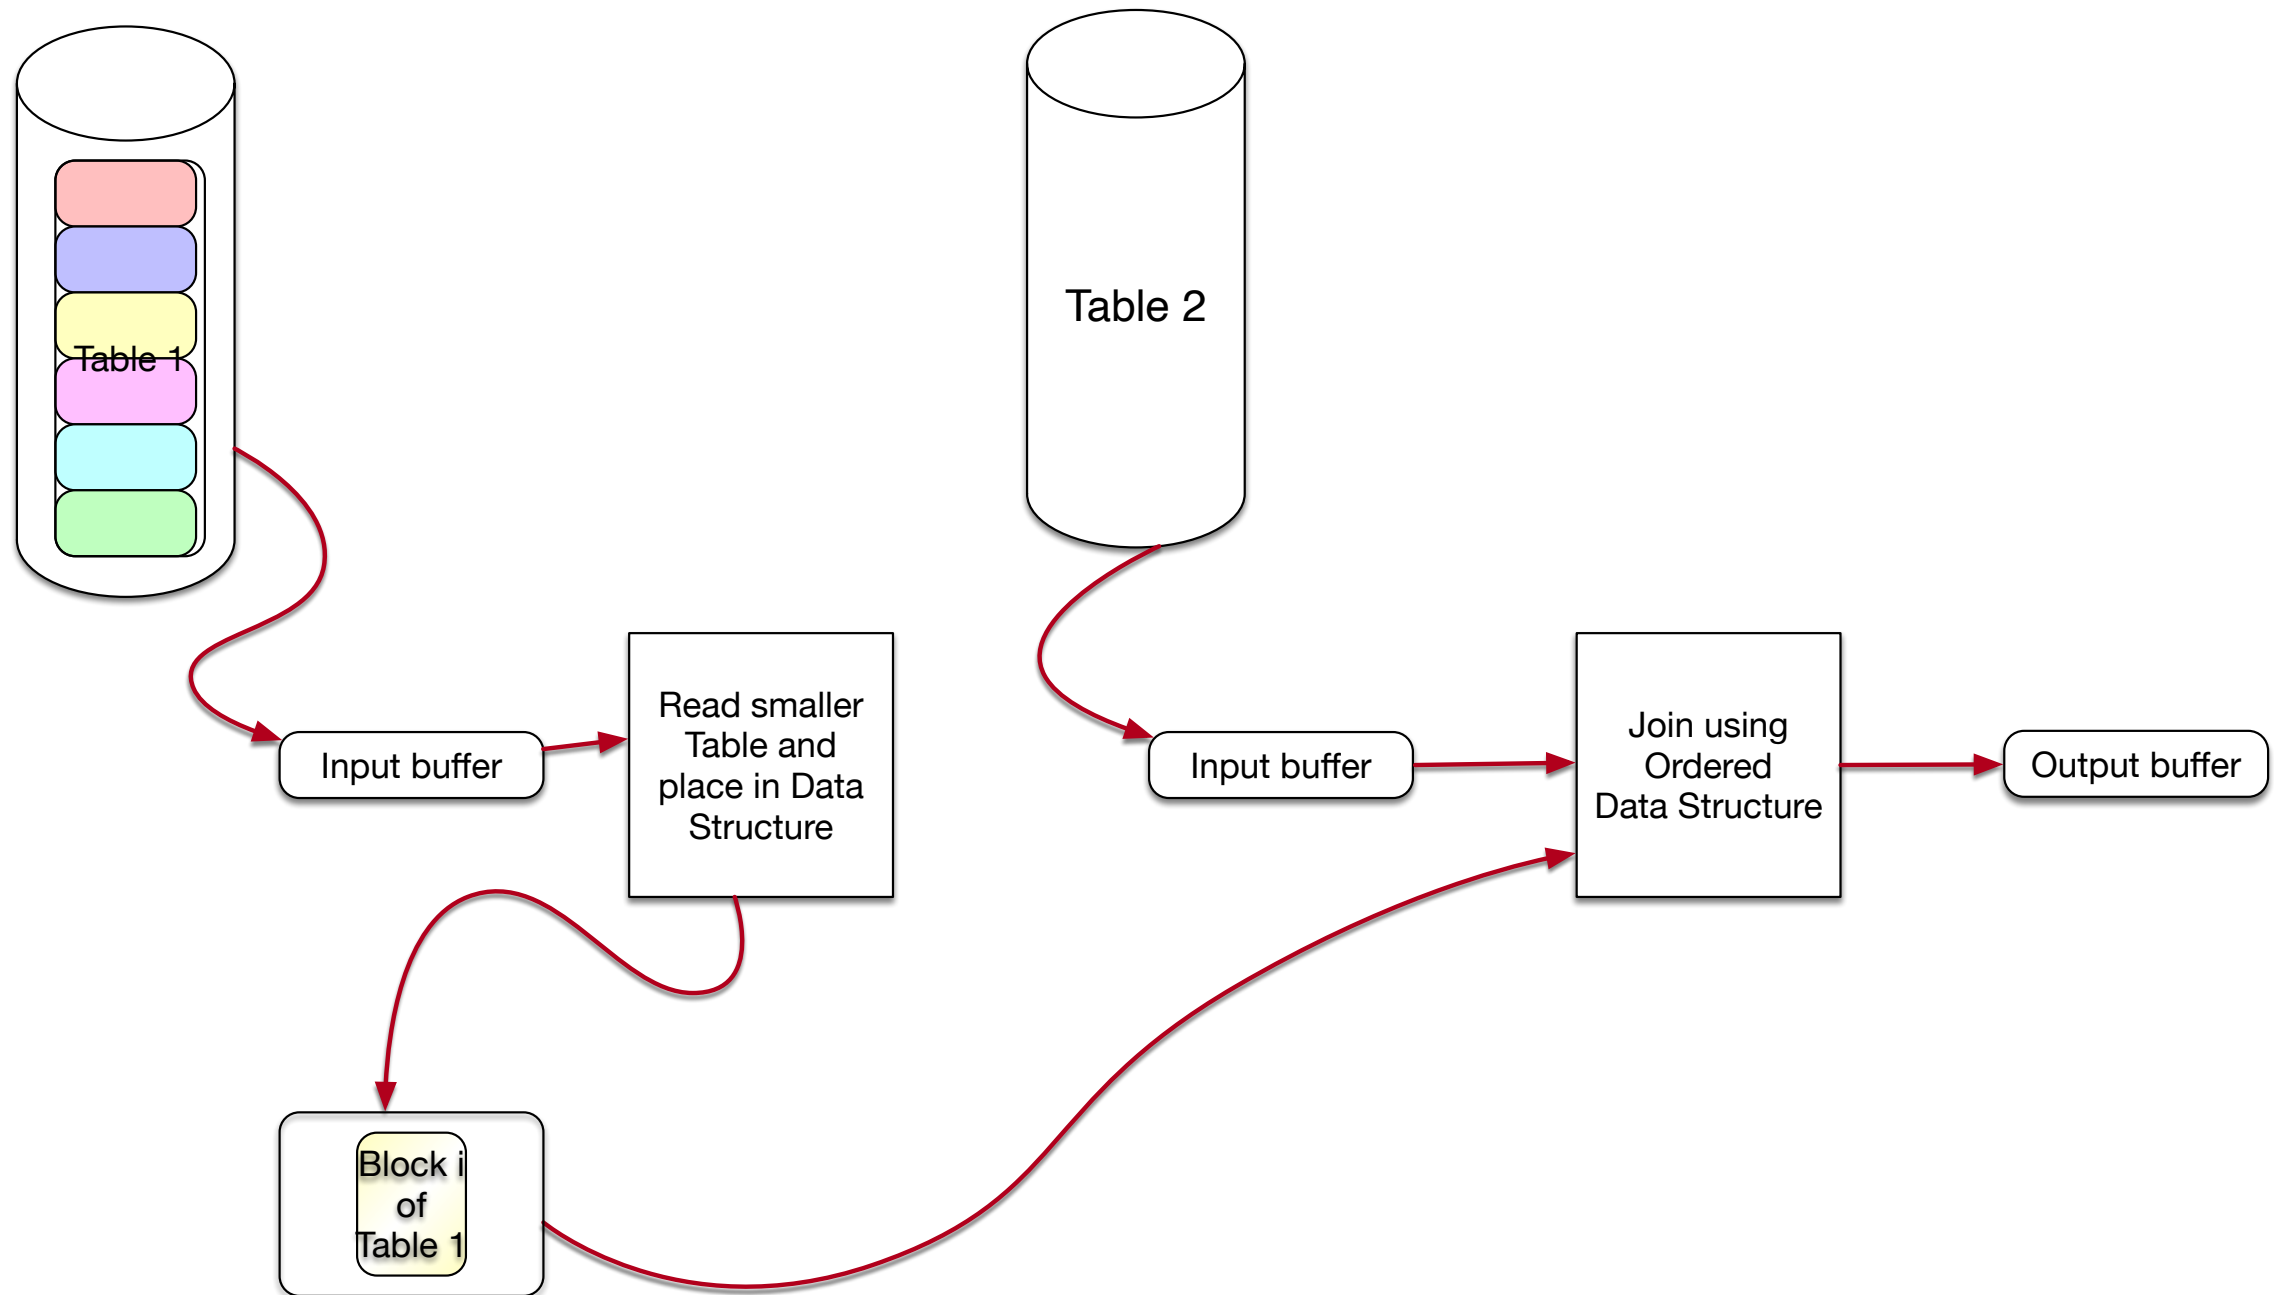 Table 1
Table 2
Input buffer
Read smaller
Table and
place in Data
Structure
Input buffer
Join using
Ordered
Data Structure
Output buffer
Block i
of
Table 1